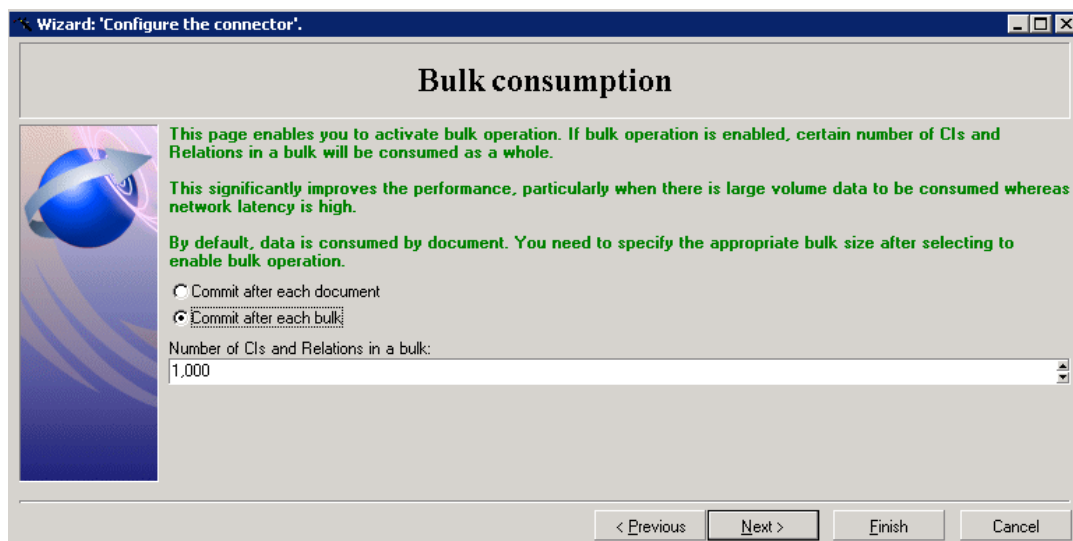 Wizard: 'Configure the connector'.
Bulk consumption
This page enables you to activate bulk operation. If bulk operation is enabled, certain number of CIs and
Relations in a bulk will be consumed as a whole.
This significantly improves the performance, particularly when there is large volume data to be consumed whereas
network latency is high.
By default, data is consumed by document. You need to specify the appropriate bulk size after selecting to
enable bulk operation.
Commit after each document
Commit after each bulk
Number of CIs and Relations in a bulk:
1,000
< Previous Next > Finish Cancel